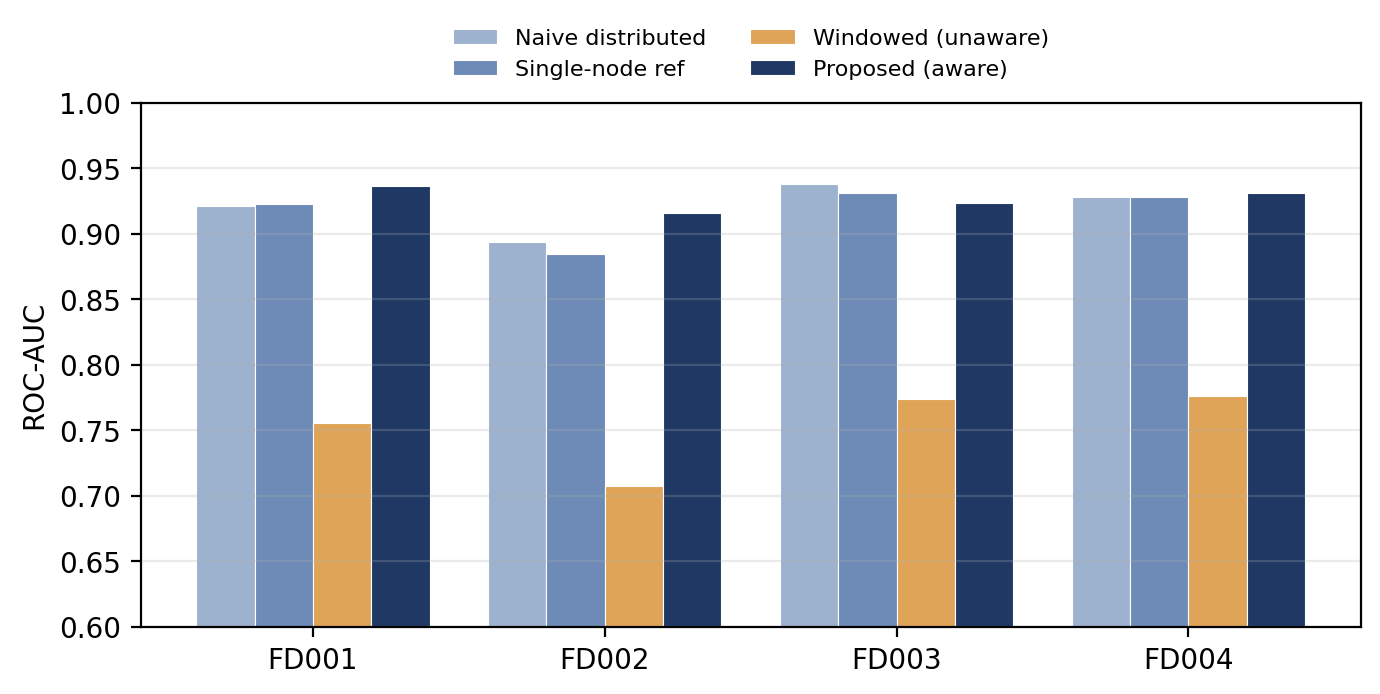 Naive distributed
Single-node ref
Windowed (unaware)
Proposed (aware)
ROC-AUC
1.00
0.95
0.90
0.85
0.80
0.75
0.70
0.65
0.60
FD001 FD002 FD003 FD004